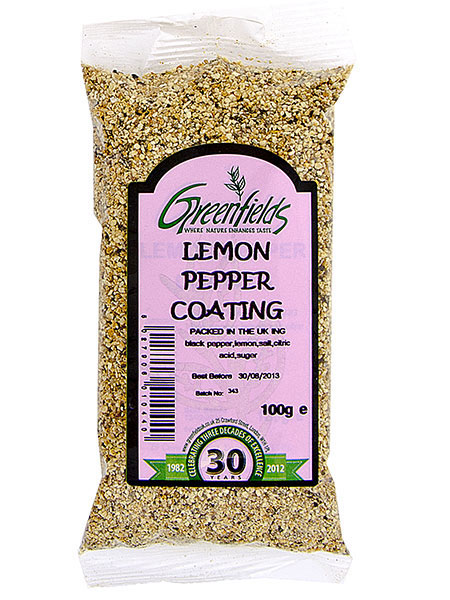 Greenfields
WHERE NATURE ENHANCES TASTE
LEMON
PEPPER
COATING
PACKED IN THE UK ING
black pepper,lemon,salt,citric
acid,suger
Best Before 30/08/2013
Batch No: 343
100g e
CELEBRATING THREE DECADES OF EXCELLENCE
1982 30 2012
YEARS